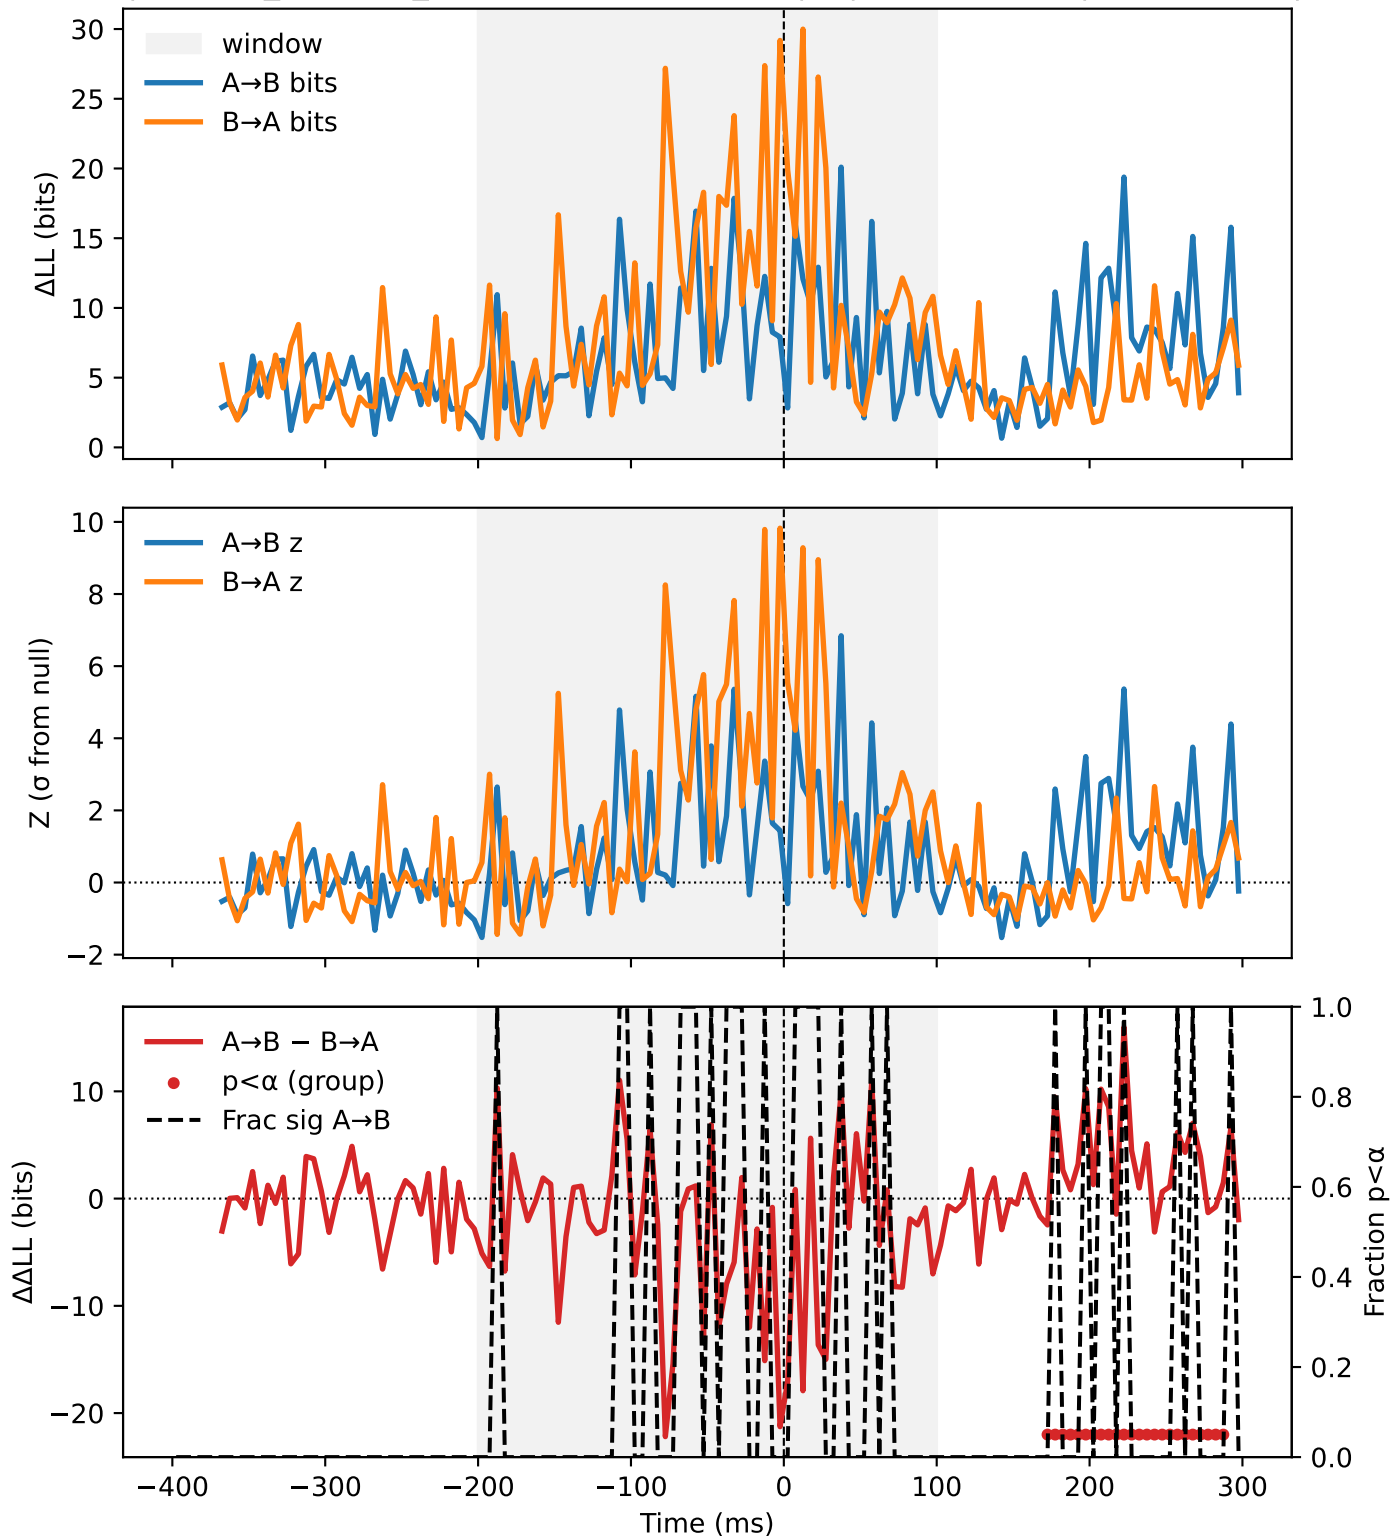 30
25
20
15
10
5
0
ΔLL (bits)
window
A→B bits
B→A bits
10
8
6
4
2
0
−2
Z (σ from null)
A→B z
B→A z
10
0
−10
−20
ΔΔLL (bits)
A→B − B→A
p<α (group)
Frac sig A→B
1.0
0.8
0.6
0.4
0.2
0.0
Fraction p<α
−400
−300
−200
−100
0
100
200
300
Time (ms)